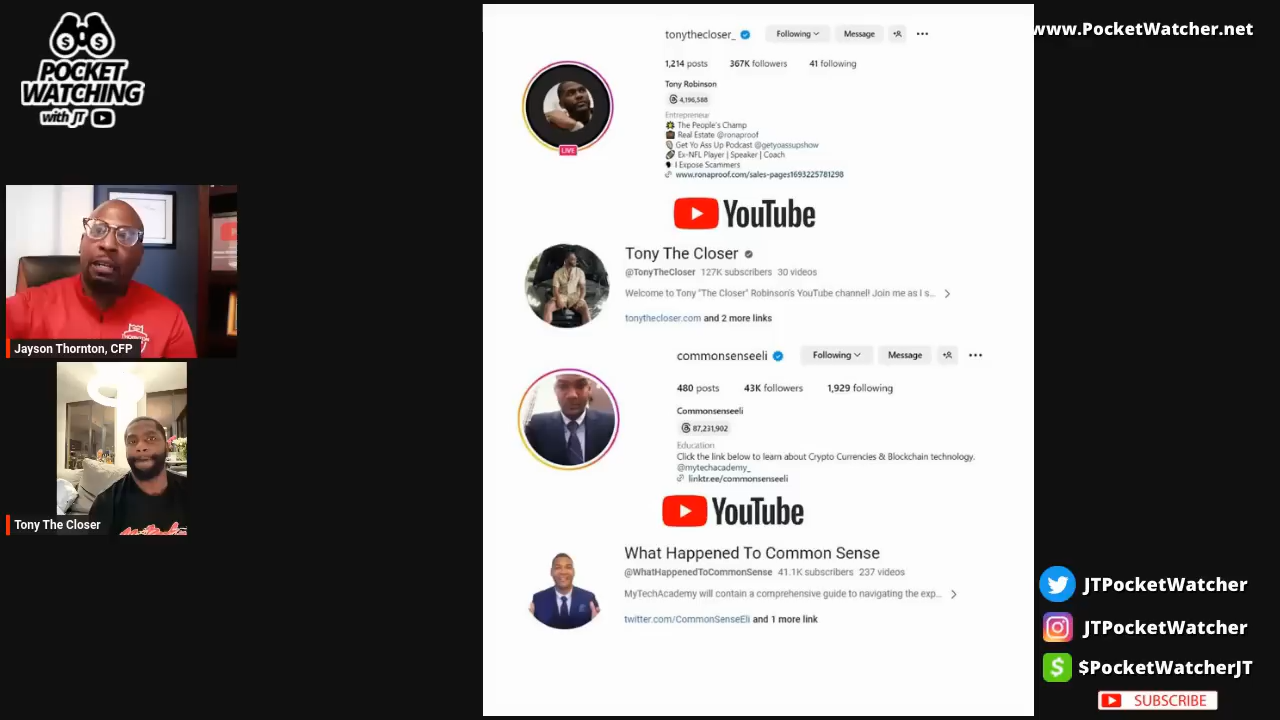 POCKET
WATCHING
with JT
Jayson Thornton, CFP
Tony The Closer
tonythecloser_
Following
Message
1,214 posts
367K followers
41 following
Tony Robinson
4,196,588
Entrepreneur
The People's Champ
Real Estate @ronaproof
Get Yo Ass Up Podcast @getyoassupshow
Ex-NFL Player | Speaker | Coach
I Expose Scammers
www.ronaproof.com/sales-pages1693225781298
LIVE
YouTube
Tony The Closer
@TonyTheCloser 127K subscribers 30 videos
Welcome to Tony "The Closer" Robinson's YouTube channel! Join me as I s...
tonythecloser.com and 2 more links
commonsenseeli
Following
Message
480 posts
43K followers
1,929 following
Commonsenseeli
87,231,902
Education
Click the link below to learn about Crypto Currencies & Blockchain technology.
@mytechacademy_
linktr.ee/commonsenseeli
YouTube
What Happened To Common Sense
@WhatHappenedToCommonSense 41.1K subscribers 237 videos
MyTechAcademy will contain a comprehensive guide to navigating the exp...
twitter.com/CommonSenseEli and 1 more link
www.PocketWatcher.net
JTPocketWatcher
JTPocketWatcher
$PocketWatcherJT
SUBSCRIBE